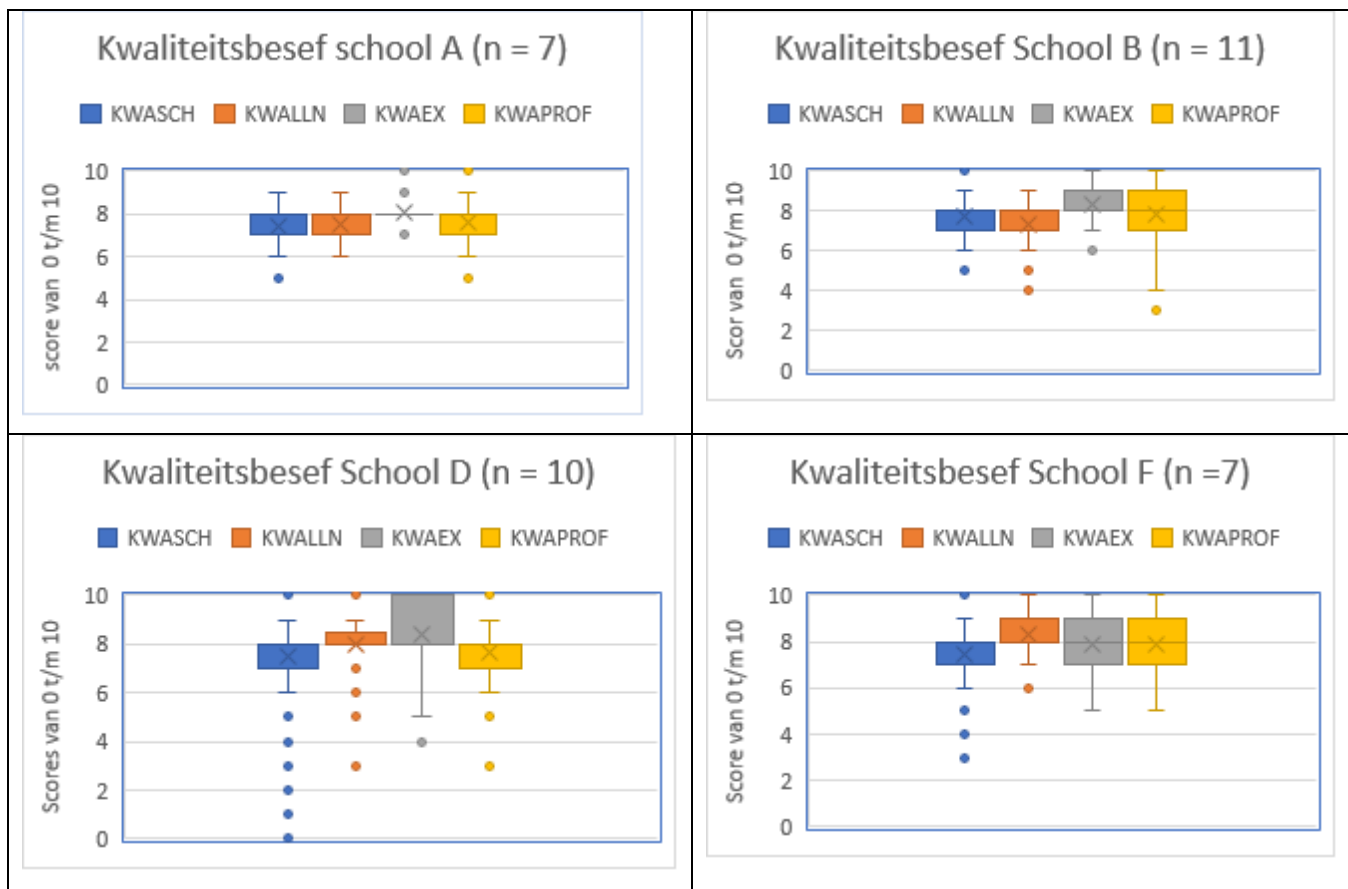 Kwaliteitsbesef school A (n = 7)
KWASCH KWALLN KWAEX KWAPROF
score van 0 t/m 10
10
8
6
4
2
0
Kwaliteitsbesef School B (n = 11)
KWASCH KWALLN KWAEX KWAPROF
Scor van 0 t/m 10
10
8
6
4
2
0
Kwaliteitsbesef School D (n = 10)
KWASCH KWALLN KWAEX KWAPROF
Scores van 0 t/m 10
10
8
6
4
2
0
Kwaliteitsbesef School F (n =7)
KWASCH KWALLN KWAEX KWAPROF
Score van 0 t/m 10
10
8
6
4
2
0